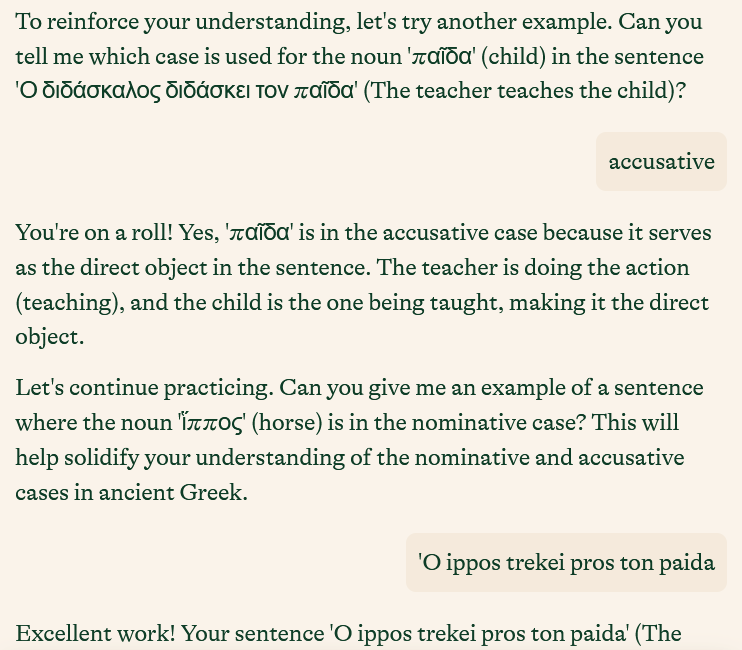 To reinforce your understanding, let's try another example. Can you
tell me which case is used for the noun 'παῖδα' (child) in the sentence
'Ο διδάσκαλος διδάσκει τον παῖδα' (The teacher teaches the child)?
accusative
You're on a roll! Yes, 'παῖδα' is in the accusative case because it serves
as the direct object in the sentence. The teacher is doing the action
(teaching), and the child is the one being taught, making it the direct
object.
Let's continue practicing. Can you give me an example of a sentence
where the noun 'ἵππος' (horse) is in the nominative case? This will
help solidify your understanding of the nominative and accusative
cases in ancient Greek.
'O ippos trekei pros ton paida
Excellent work! Your sentence 'O ippos trekei pros ton paida' (The